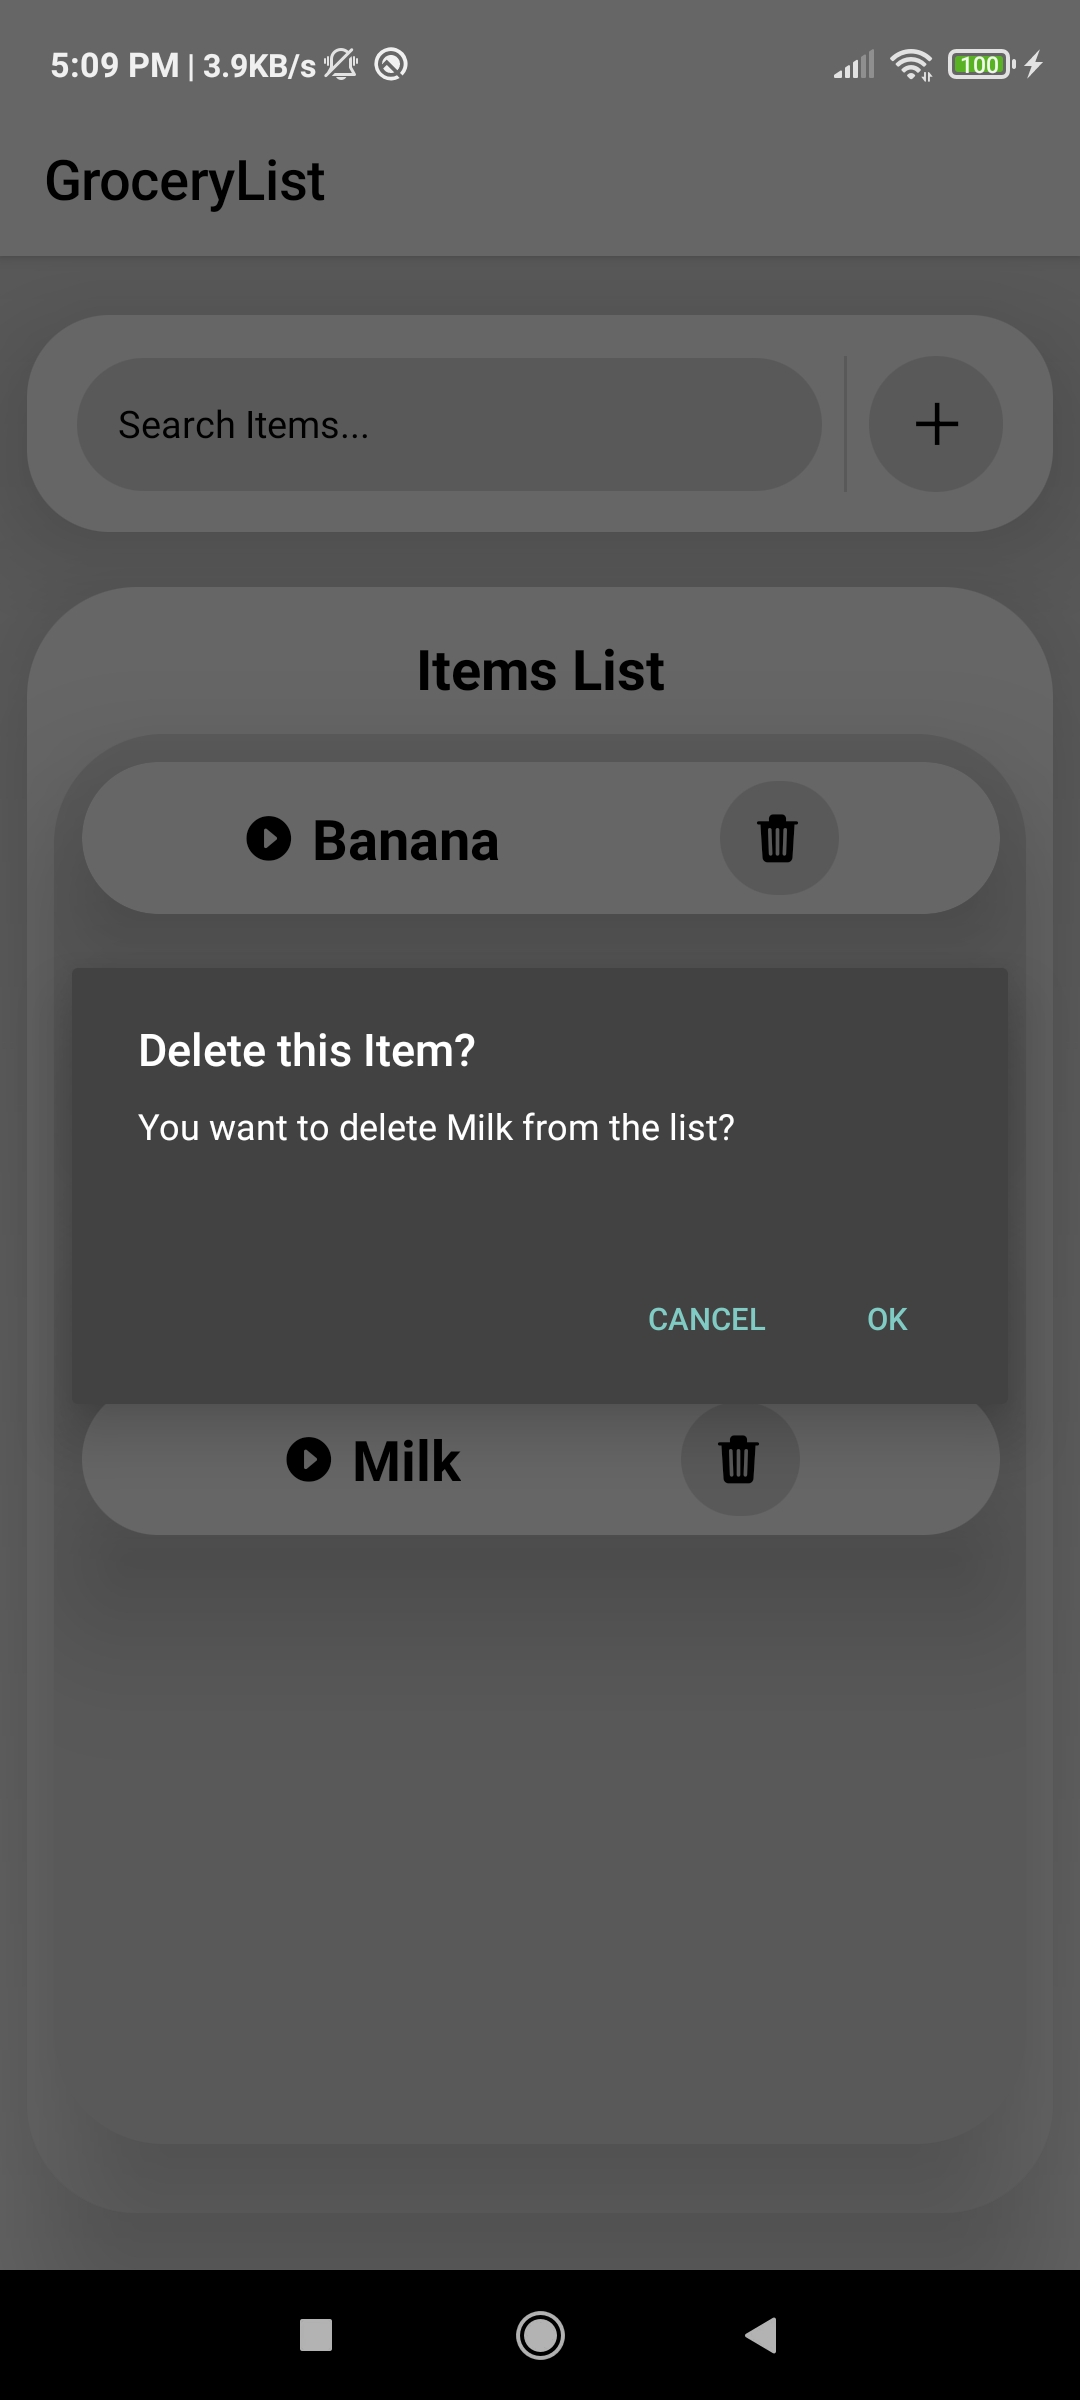 5:09 PM | 3.9KB/s
100
GroceryList
Search Items...
Items List
Banana
Delete this Item?
You want to delete Milk from the list?
CANCEL OK
Milk